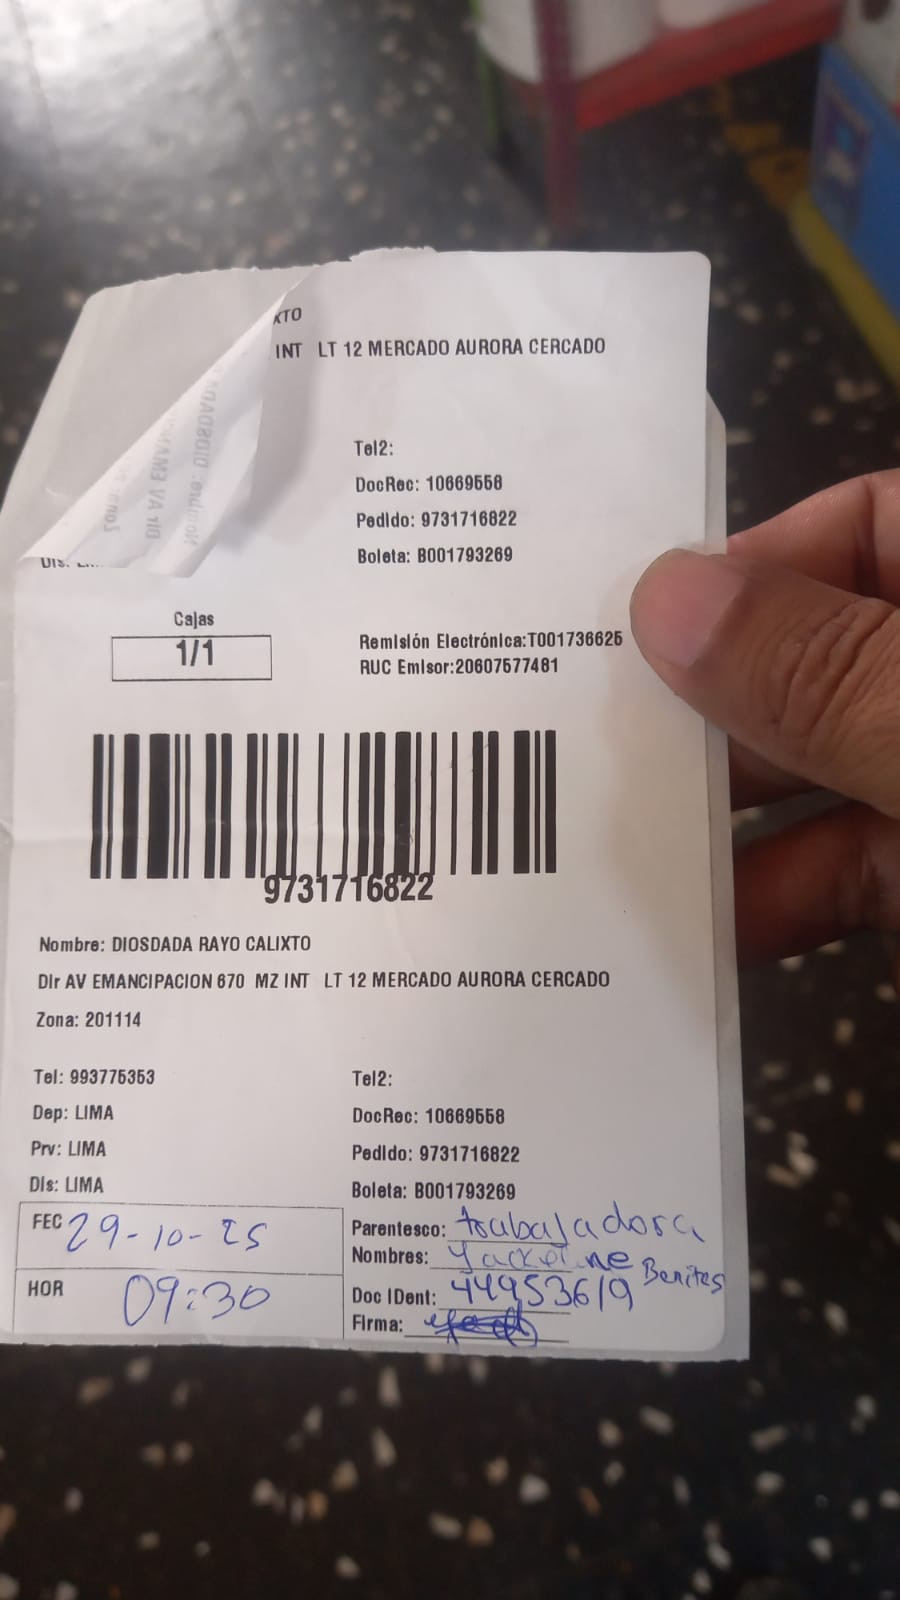 XTO
INT LT 12 MERCADO AURORA CERCADO
Tel2:
DocRec: 10669558
Pedido: 9731716822
Boleta: B001793269
Dis:
Cajas
1/1
Remisión Electrónica:T001736625
RUC Emisor:20607577481
9731716822
Nombre: DIOSDADA RAYO CALIXTO
Dir AV EMANCIPACION 670 MZ INT LT 12 MERCADO AURORA CERCADO
Zona: 201114
Tel: 993775353 Tel2:
Dep: LIMA DocRec: 10669558
Prv: LIMA Pedido: 9731716822
Dis: LIMA Boleta: B001793269
FEC 29-10-25
Parentesco: trabajadora
Nombres: Yackeline Benites
HOR 09:30
Doc IDent: 44953619
Firma: